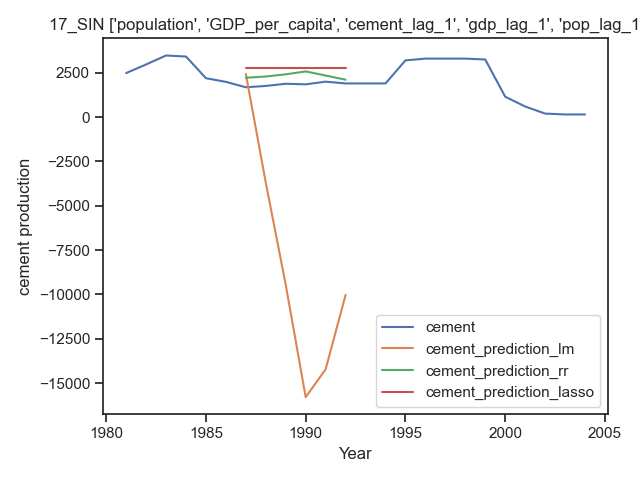 17_SIN ['population', 'GDP_per_capita', 'cement_lag_1', 'gdp_lag_1', 'pop_lag_1
2500
0
−2500
−5000
−7500
−10000
−12500
−15000
cement production
cement
cement_prediction_lm
cement_prediction_rr
cement_prediction_lasso
1980
1985
1990
1995
2000
2005
Year